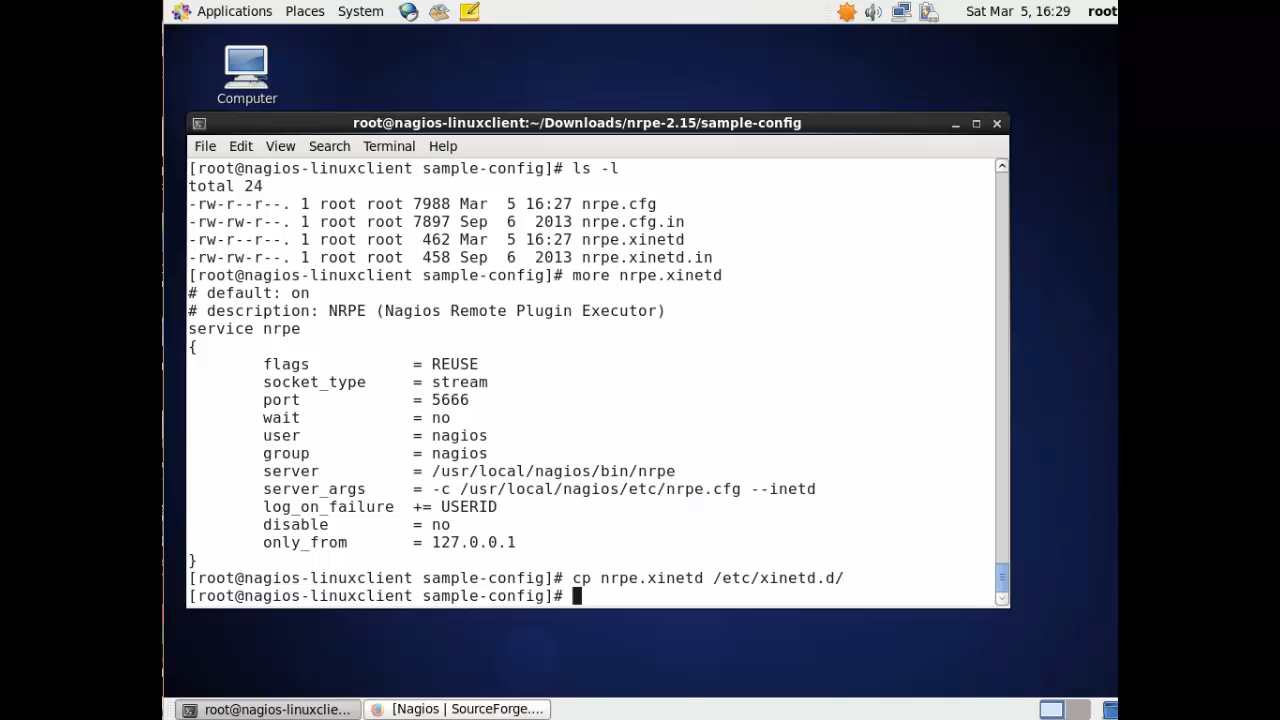 Applications Places System Sat Mar 5, 16:29 root
Computer
root@nagios-linuxclient:~/Downloads/nrpe-2.15/sample-config
File Edit View Search Terminal Help
[root@nagios-linuxclient sample-config]# ls -l
total 24
-rw-r--r--. 1 root root 7988 Mar  5 16:27 nrpe.cfg
-rw-r--r--. 1 root root 7897 Sep  6  2013 nrpe.cfg.in
-rw-r--r--. 1 root root  462 Mar  5 16:27 nrpe.xinetd
-rw-r--r--. 1 root root  458 Sep  6  2013 nrpe.xinetd.in
[root@nagios-linuxclient sample-config]# more nrpe.xinetd
# default: on
# description: NRPE (Nagios Remote Plugin Executor)
service nrpe
{
        flags           = REUSE
        socket_type     = stream
        port            = 5666
        wait            = no
        user            = nagios
        group           = nagios
        server          = /usr/local/nagios/bin/nrpe
        server_args     = -c /usr/local/nagios/etc/nrpe.cfg --inetd
        log_on_failure  += USERID
        disable         = no
        only_from       = 127.0.0.1
}
[root@nagios-linuxclient sample-config]# cp nrpe.xinetd /etc/xinetd.d/
[root@nagios-linuxclient sample-config]#
root@nagios-linuxclie... [Nagios | SourceForge....